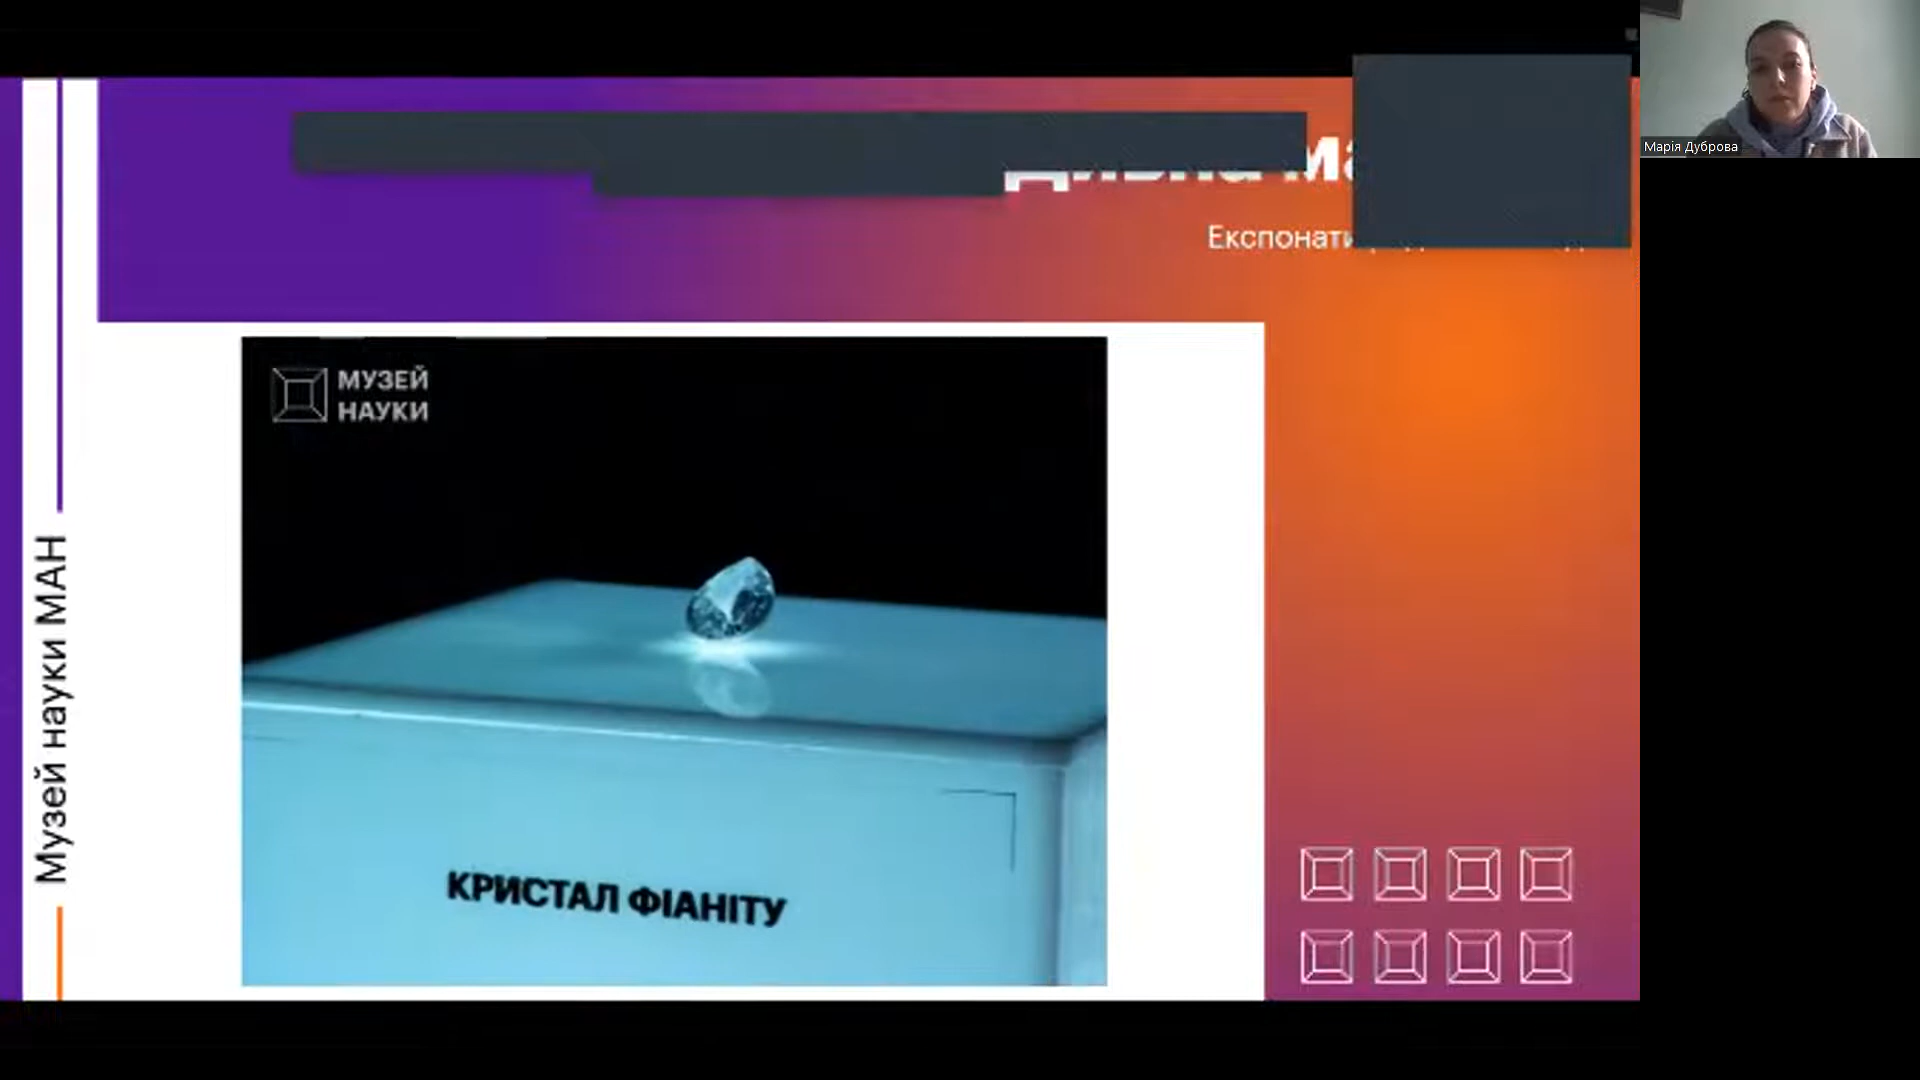 Експонати
МУЗЕЙ
НАУКИ
КРИСТАЛ ФІАНІТУ
Музей науки МАН
Марія Дуброва